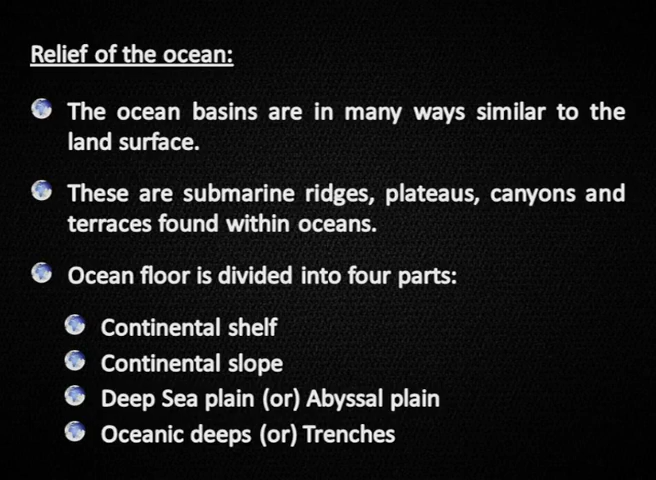 Relief of the ocean:
The ocean basins are in many ways similar to the
land surface.
These are submarine ridges, plateaus, canyons and
terraces found within oceans.
Ocean floor is divided into four parts:
Continental shelf
Continental slope
Deep Sea plain (or) Abyssal plain
Oceanic deeps (or) Trenches